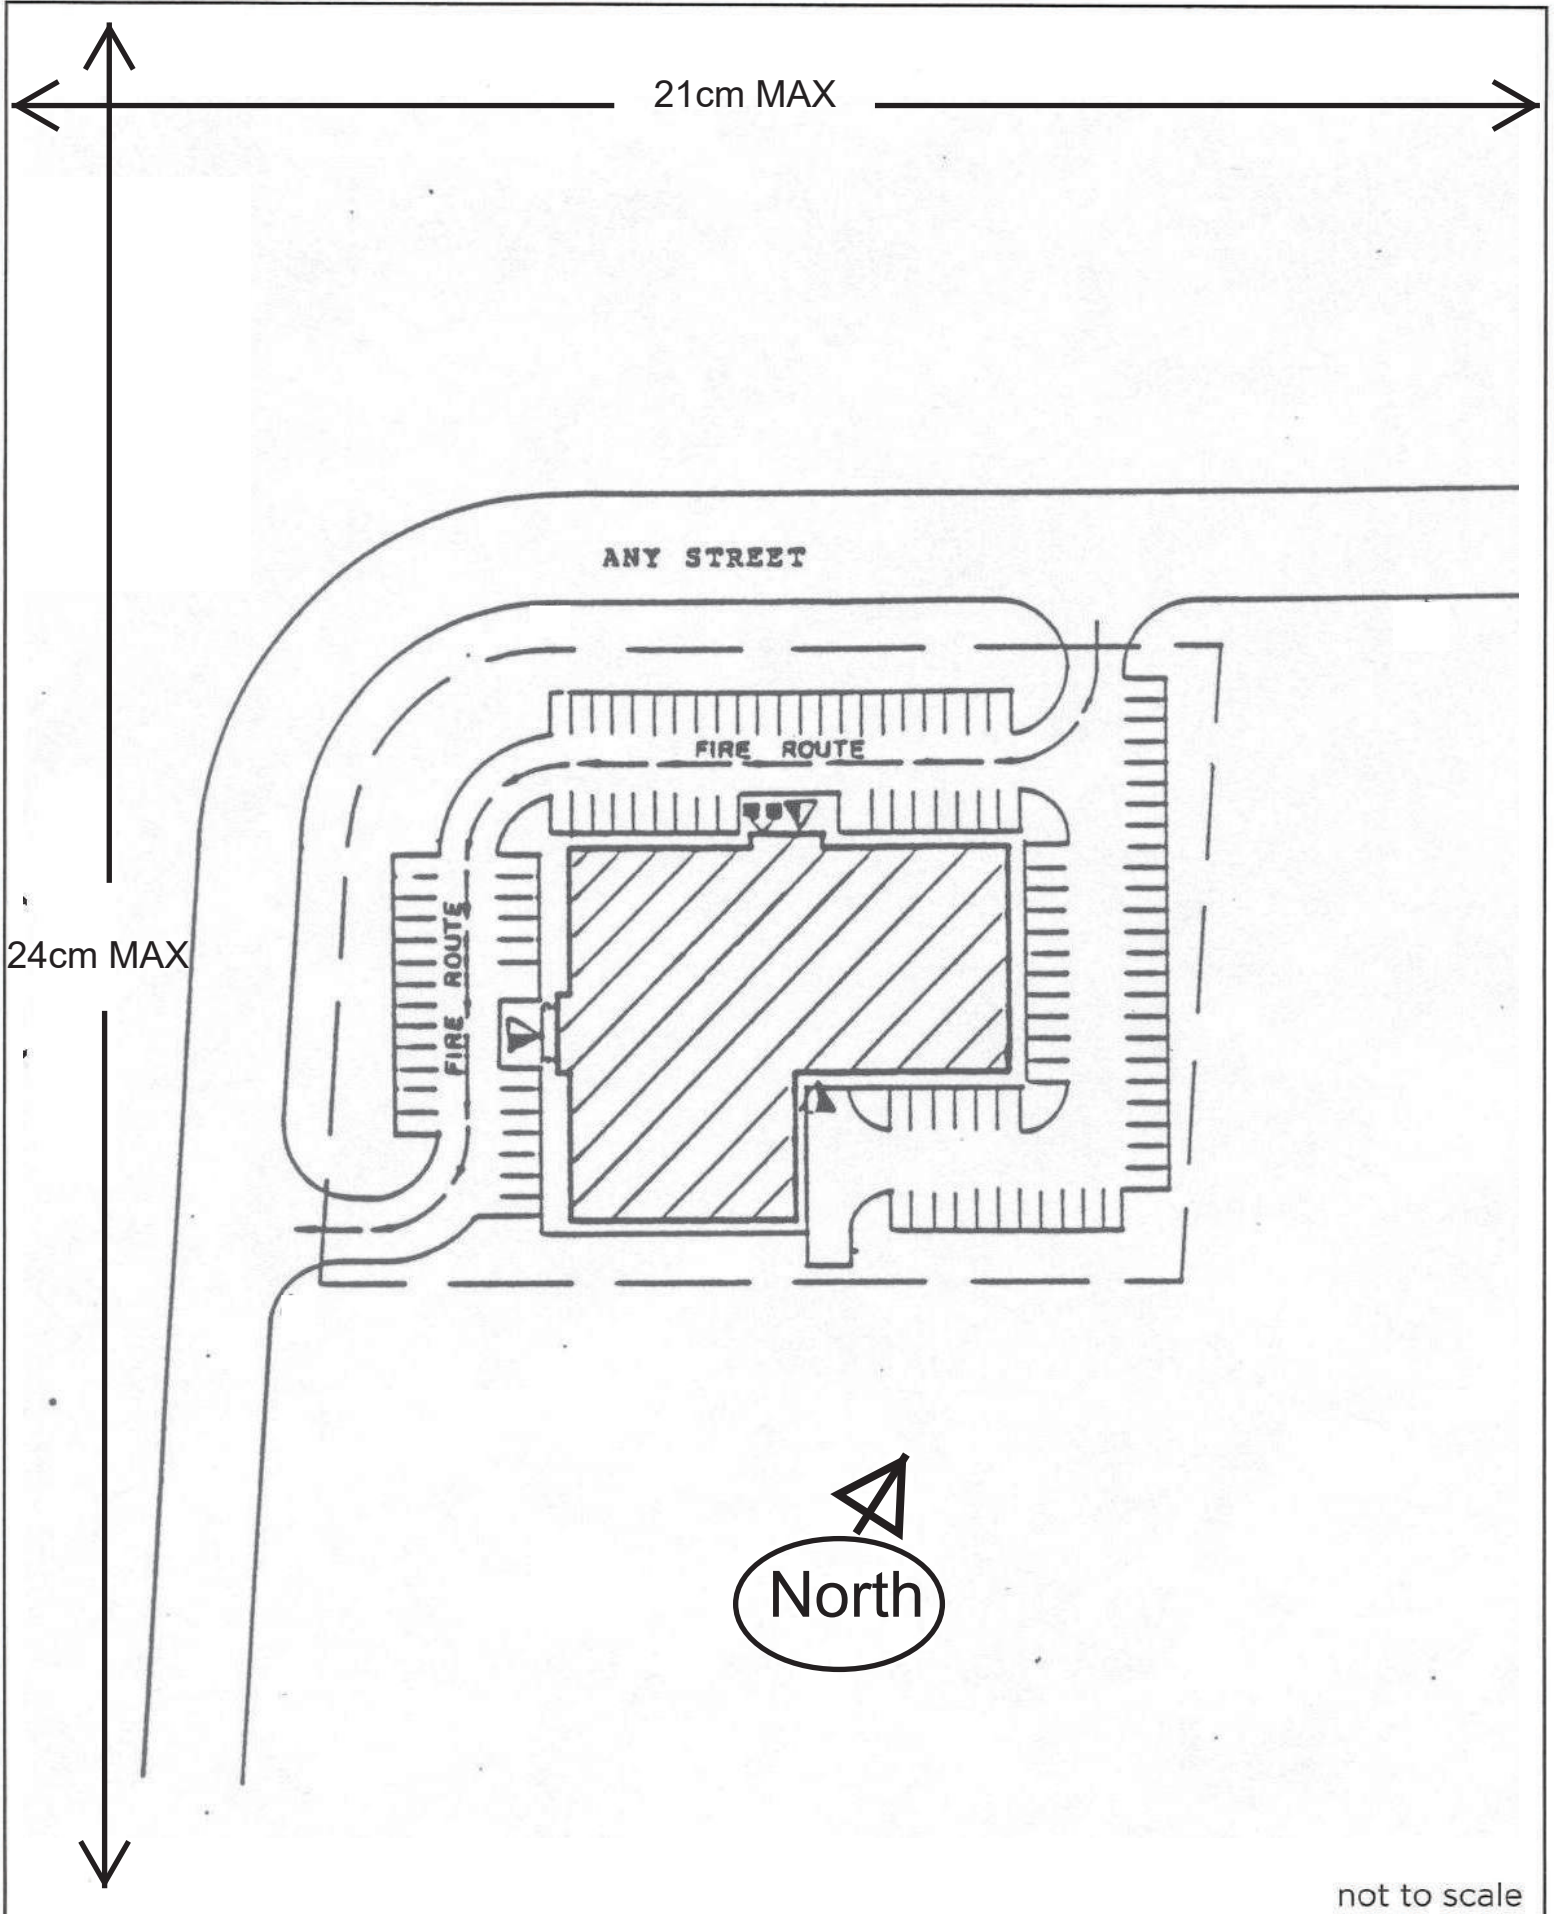 21cm MAX
ANY STREET
FIRE ROUTE
FIRE ROUTE
24cm MAX
North
not to scale